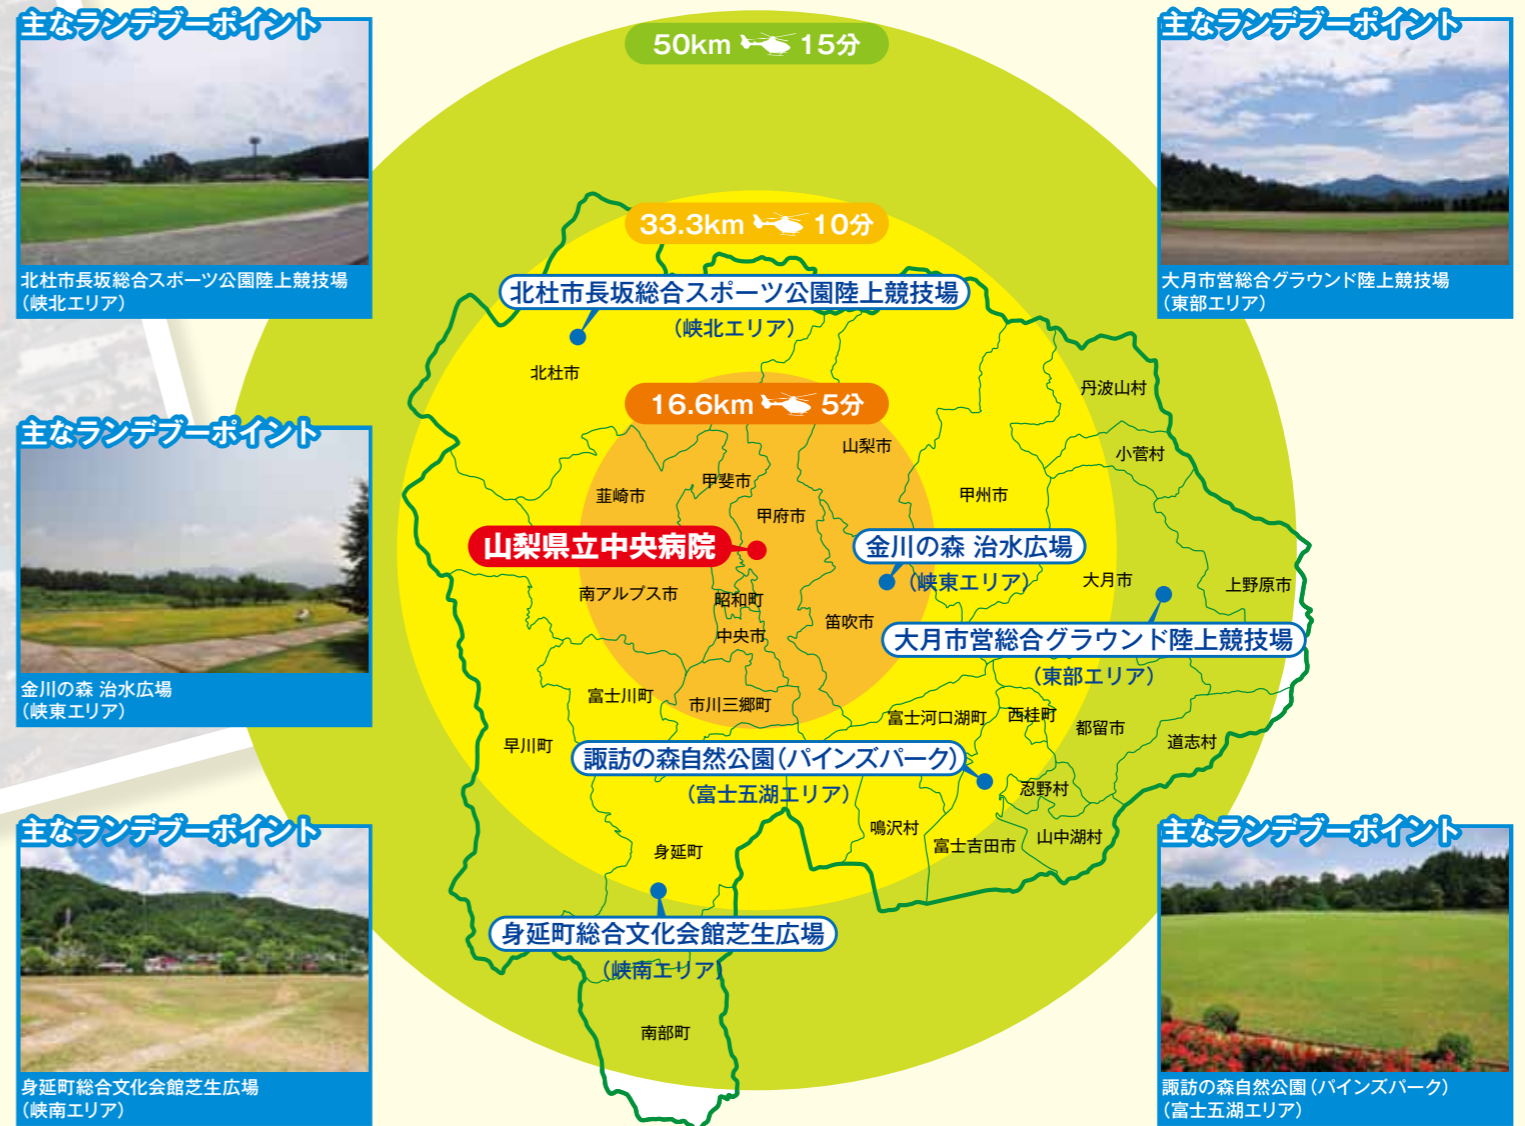 主なランデブーポイント
北杜市長坂総合スポーツ公園陸上競技場
（峡北エリア）
主なランデブーポイント
金川の森 治水広場
（峡東エリア）
主なランデブーポイント
身延町総合文化会館芝生広場
（峡南エリア）
50km 15分
33.3km 10分
北杜市長坂総合スポーツ公園陸上競技場
（峡北エリア）
北杜市
16.6km 5分
丹波山村
山梨市
小菅村
甲斐市
韮崎市
甲州市
甲府市
山梨県立中央病院
金川の森 治水広場
（峡東エリア）
大月市
上野原市
南アルプス市
昭和町
笛吹市
中央市
大月市営総合グラウンド陸上競技場
（東部エリア）
富士川町
市川三郷町
富士河口湖町
西桂町
都留市
早川町
道志村
諏訪の森自然公園（パインズパーク）
（富士五湖エリア）
忍野村
鳴沢村
山中湖村
富士吉田市
身延町
身延町総合文化会館芝生広場
（峡南エリア）
南部町
主なランデブーポイント
大月市営総合グラウンド陸上競技場
（東部エリア）
主なランデブーポイント
諏訪の森自然公園（パインズパーク）
（富士五湖エリア）